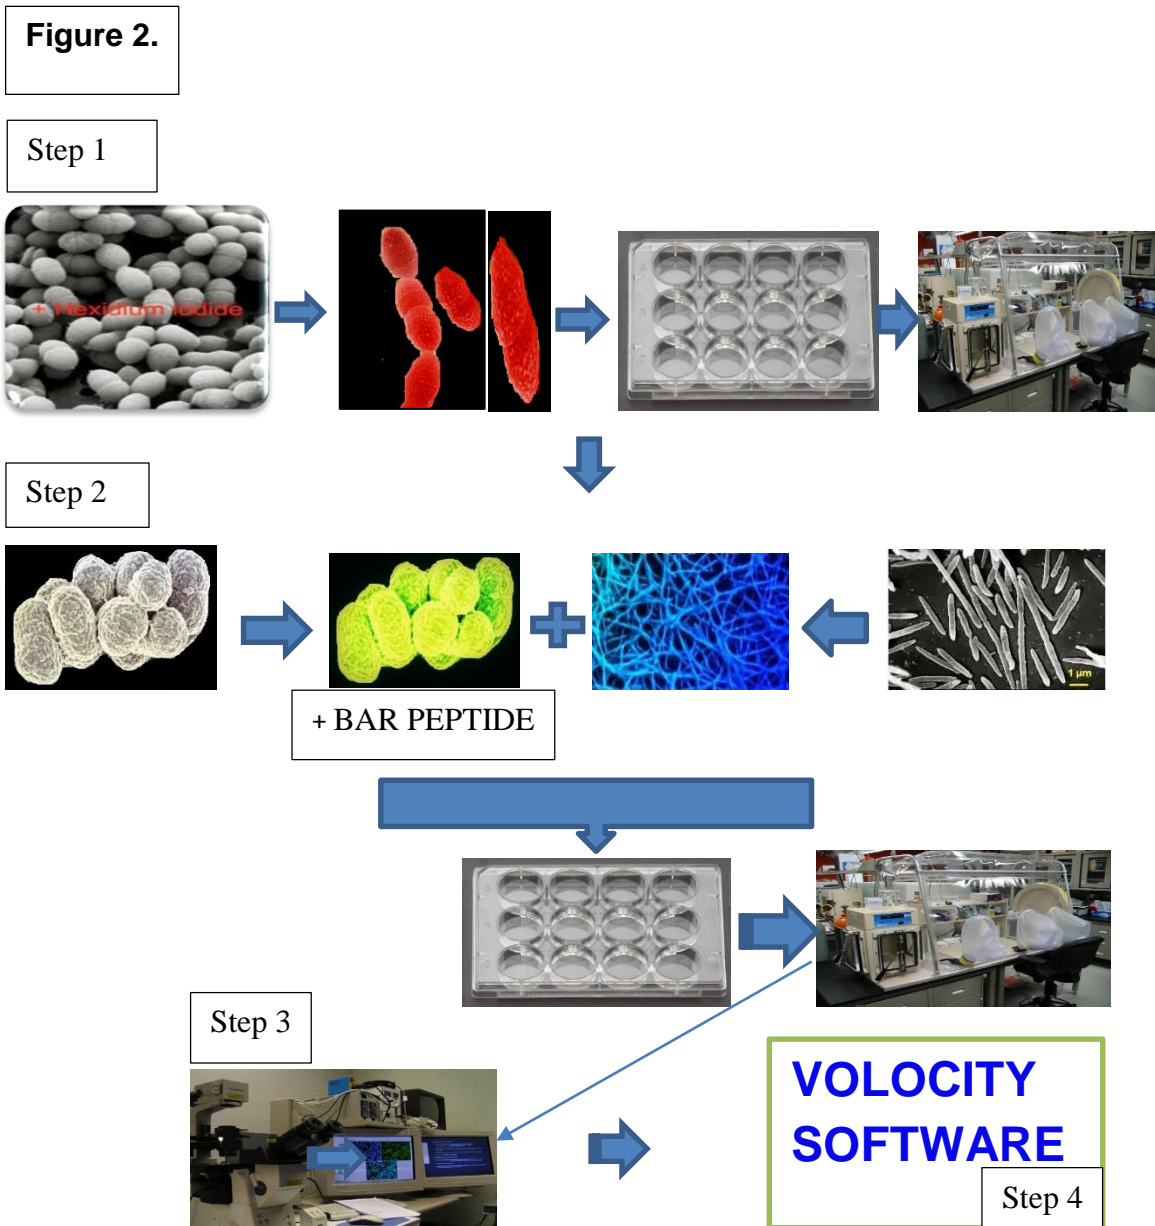 Figure 2.
Step 1
+ Hexidium iodide
Step 2
1 µm
+ BAR PEPTIDE
Step 3
VOLOCITY
SOFTWARE
Step 4